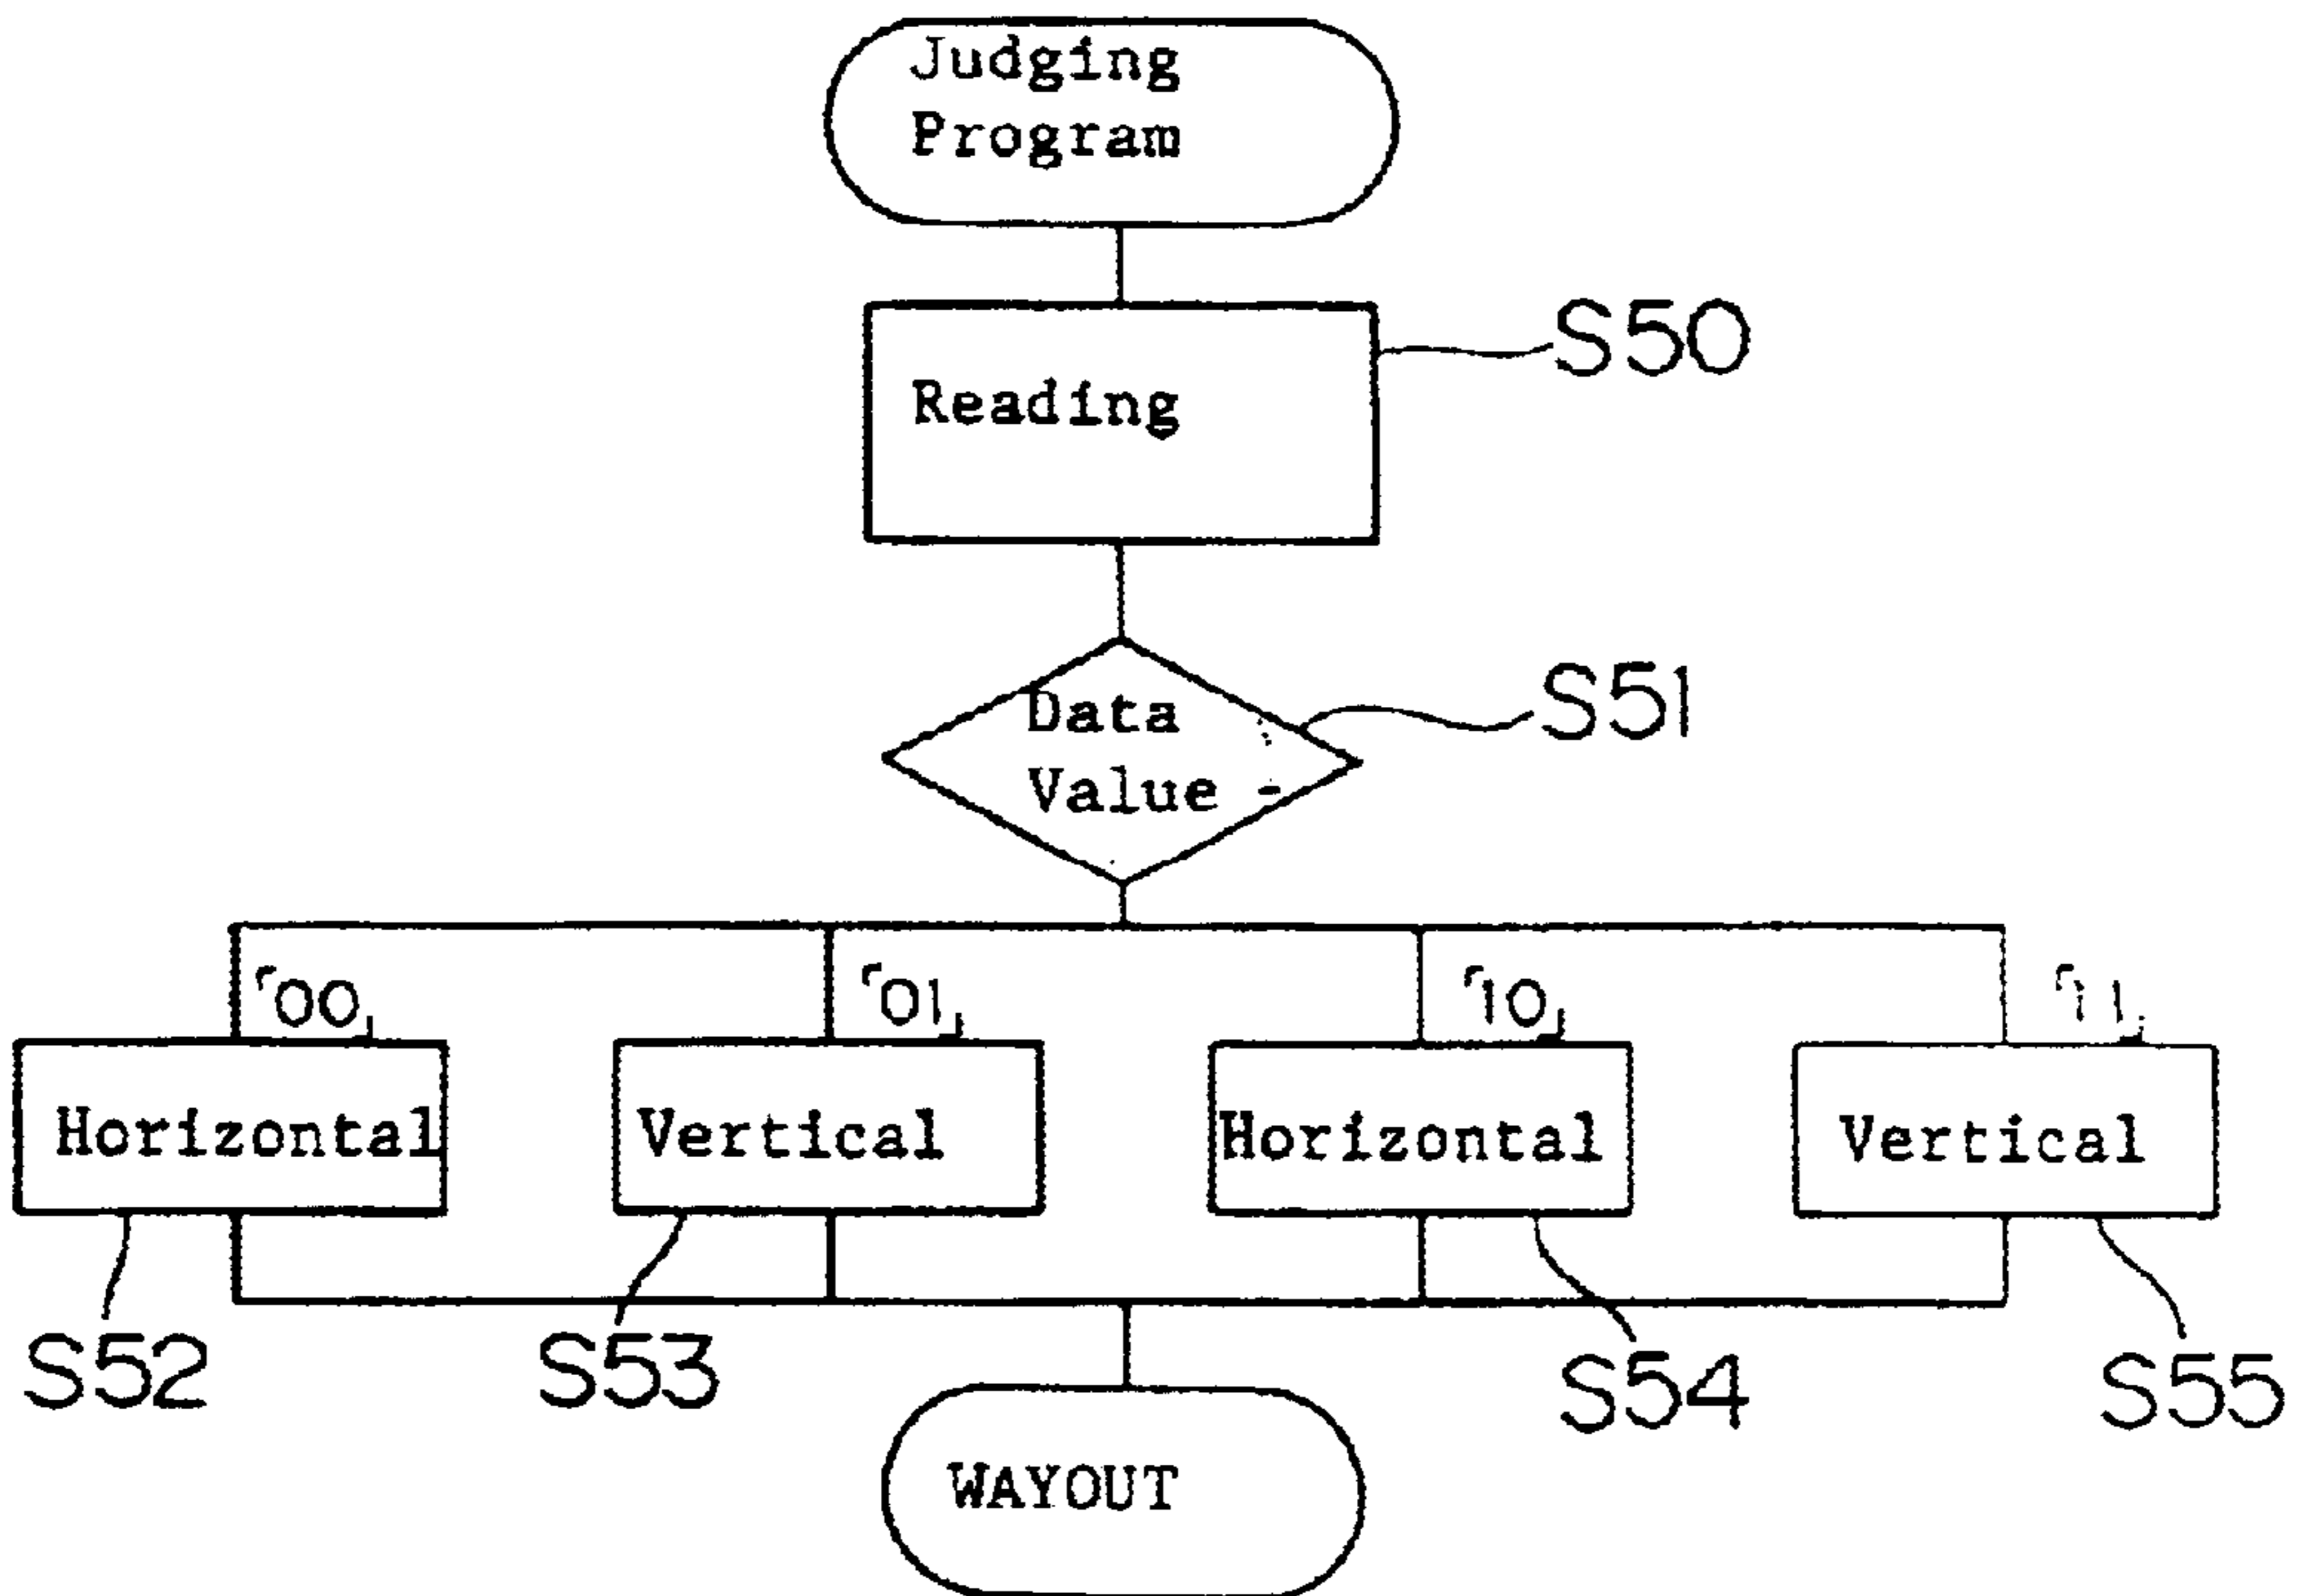 Judging
Program
S50
Reading
S51
Data
Value
「00」
「01」
「10」
「11」
Horizontal
Vertical
Horizontal
Vertical
S52
S53
S54
S55
WAYOUT